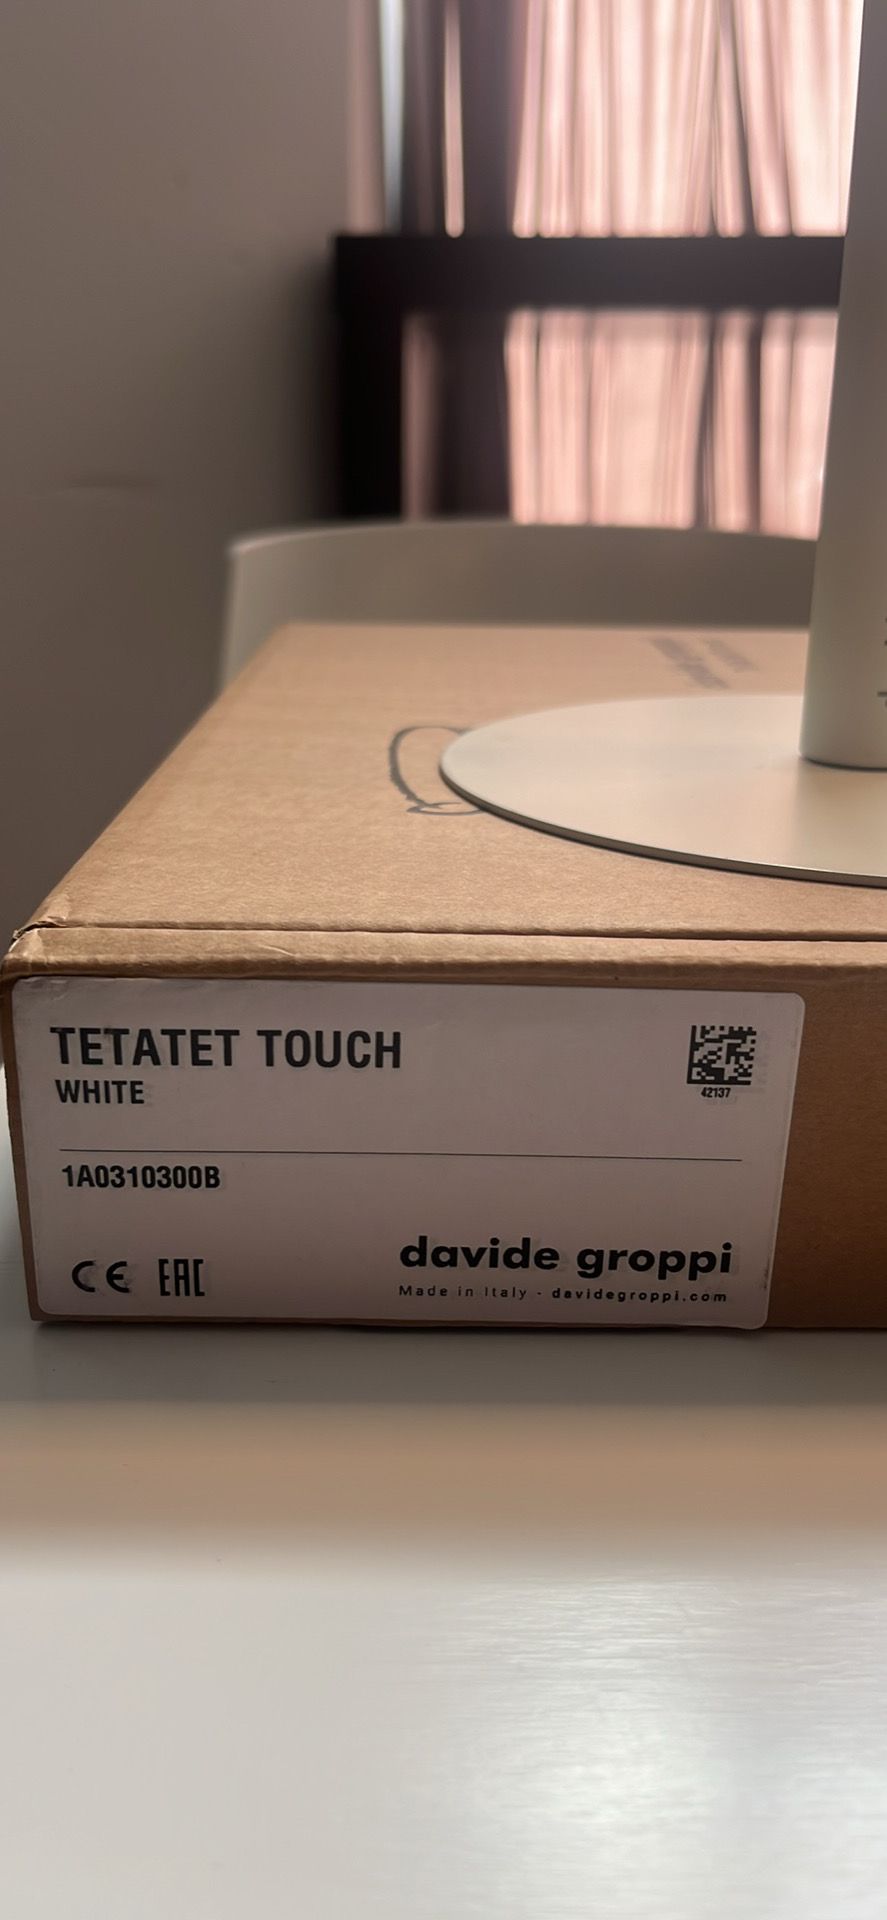 TETATET TOUCH
WHITE
42137
1A0310300B
CE EAC
davide groppi
Made in Italy - davidegroppi.com